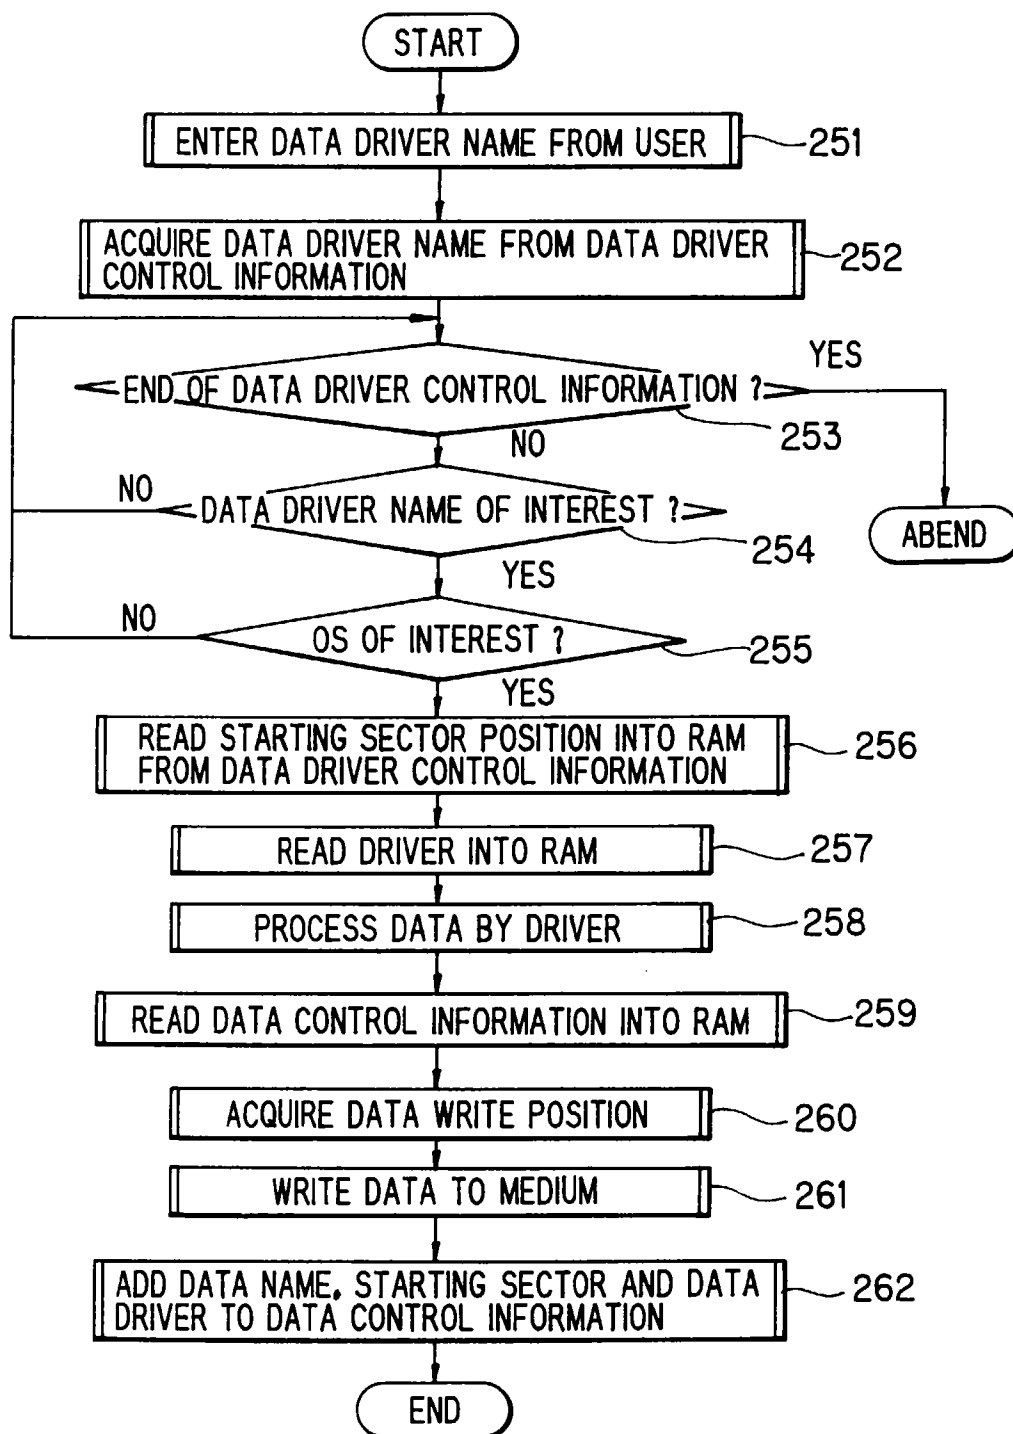 START
ENTER DATA DRIVER NAME FROM USER
251
ACQUIRE DATA DRIVER NAME FROM DATA DRIVER
CONTROL INFORMATION
252
YES
END OF DATA DRIVER CONTROL INFORMATION ?
253
NO
NO
DATA DRIVER NAME OF INTEREST ?
254
ABEND
YES
NO
OS OF INTEREST ?
255
YES
READ STARTING SECTOR POSITION INTO RAM
FROM DATA DRIVER CONTROL INFORMATION
256
READ DRIVER INTO RAM
257
PROCESS DATA BY DRIVER
258
READ DATA CONTROL INFORMATION INTO RAM
259
ACQUIRE DATA WRITE POSITION
260
WRITE DATA TO MEDIUM
261
ADD DATA NAME, STARTING SECTOR AND DATA
DRIVER TO DATA CONTROL INFORMATION
262
END